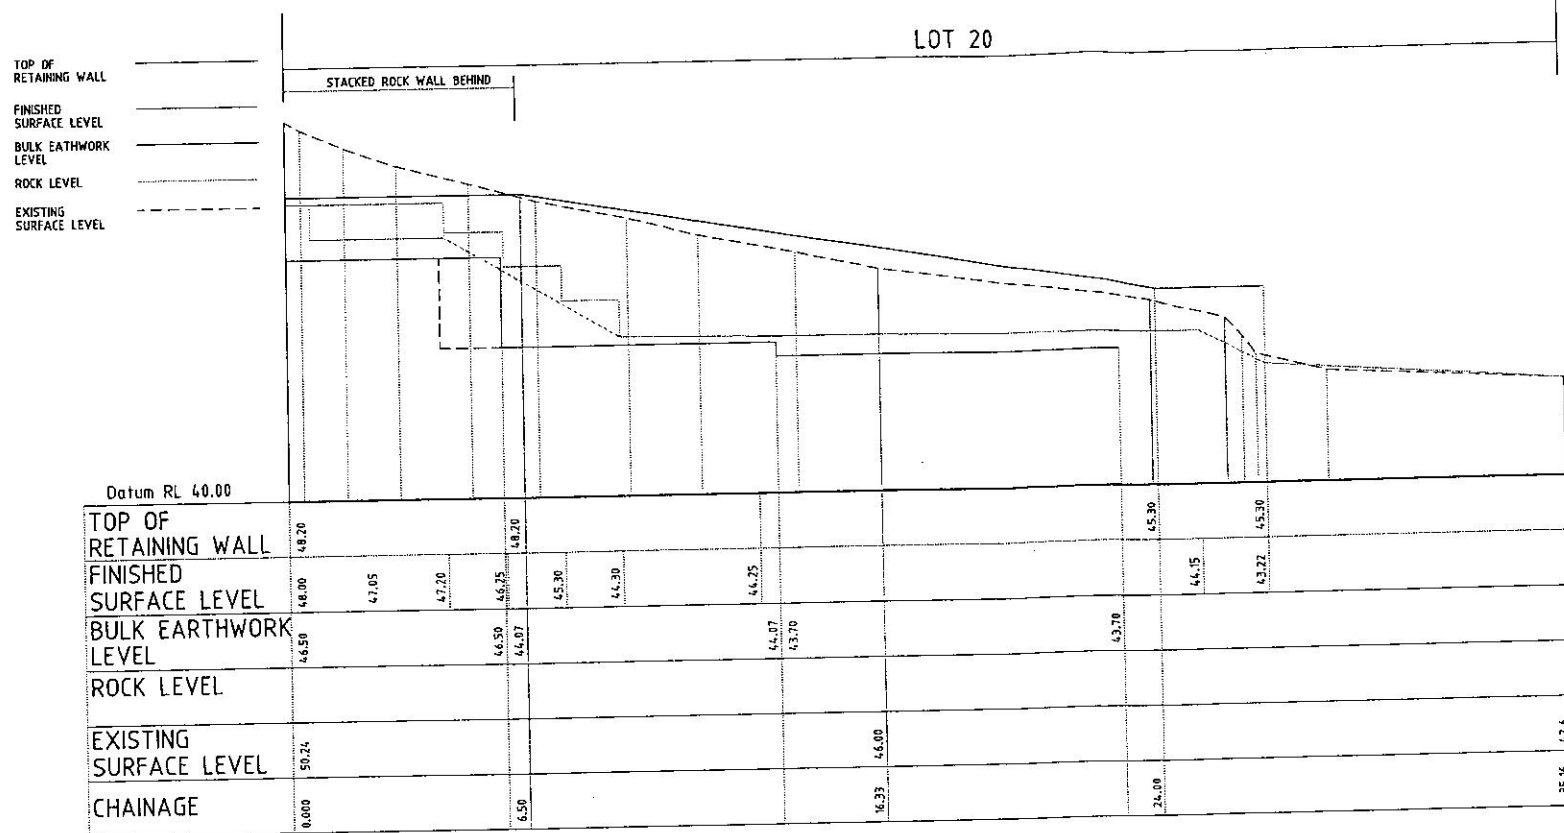 LOT 20
STACKED ROCK WALL BEHIND
TOP OF
RETAINING WALL
FINISHED
SURFACE LEVEL
BULK EATHWORK
LEVEL
ROCK LEVEL
EXISTING
SURFACE LEVEL
Datum RL 40.00
TOP OF
RETAINING WALL
48.20 48.20 45.30 45.30
FINISHED
SURFACE LEVEL
48.00 47.05 47.20 46.25 45.30 44.30 44.25 44.15 43.22
BULK EARTHWORK
LEVEL
46.50 46.50 44.07 44.07 43.70 43.70
ROCK LEVEL
EXISTING
SURFACE LEVEL
50.24 46.00
CHAINAGE
0.000 6.50 16.33 24.00